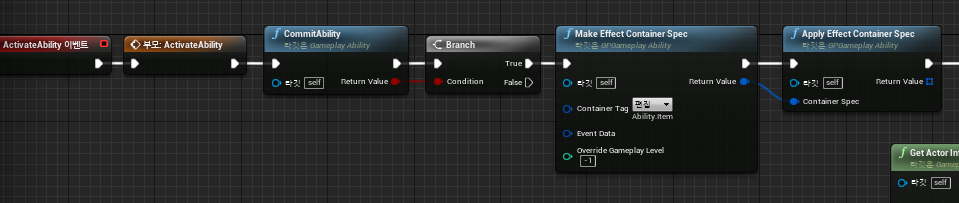 ActivateAbility 이벤트
부모: ActivateAbility
CommitAbility
타깃은 Gameplay Ability
타깃 self
Return Value
Branch
True
Condition
False
Make Effect Container Spec
타깃은 GPGameplay Ability
타깃 self
Return Value
Container Tag 편집
Ability.Item
Event Data
Override Gameplay Level
-1
Apply Effect Container Spec
타깃은 GPGameplay Ability
타깃 self
Return Value
Container Spec
Get Actor In
타깃은 Gamep
타깃 self